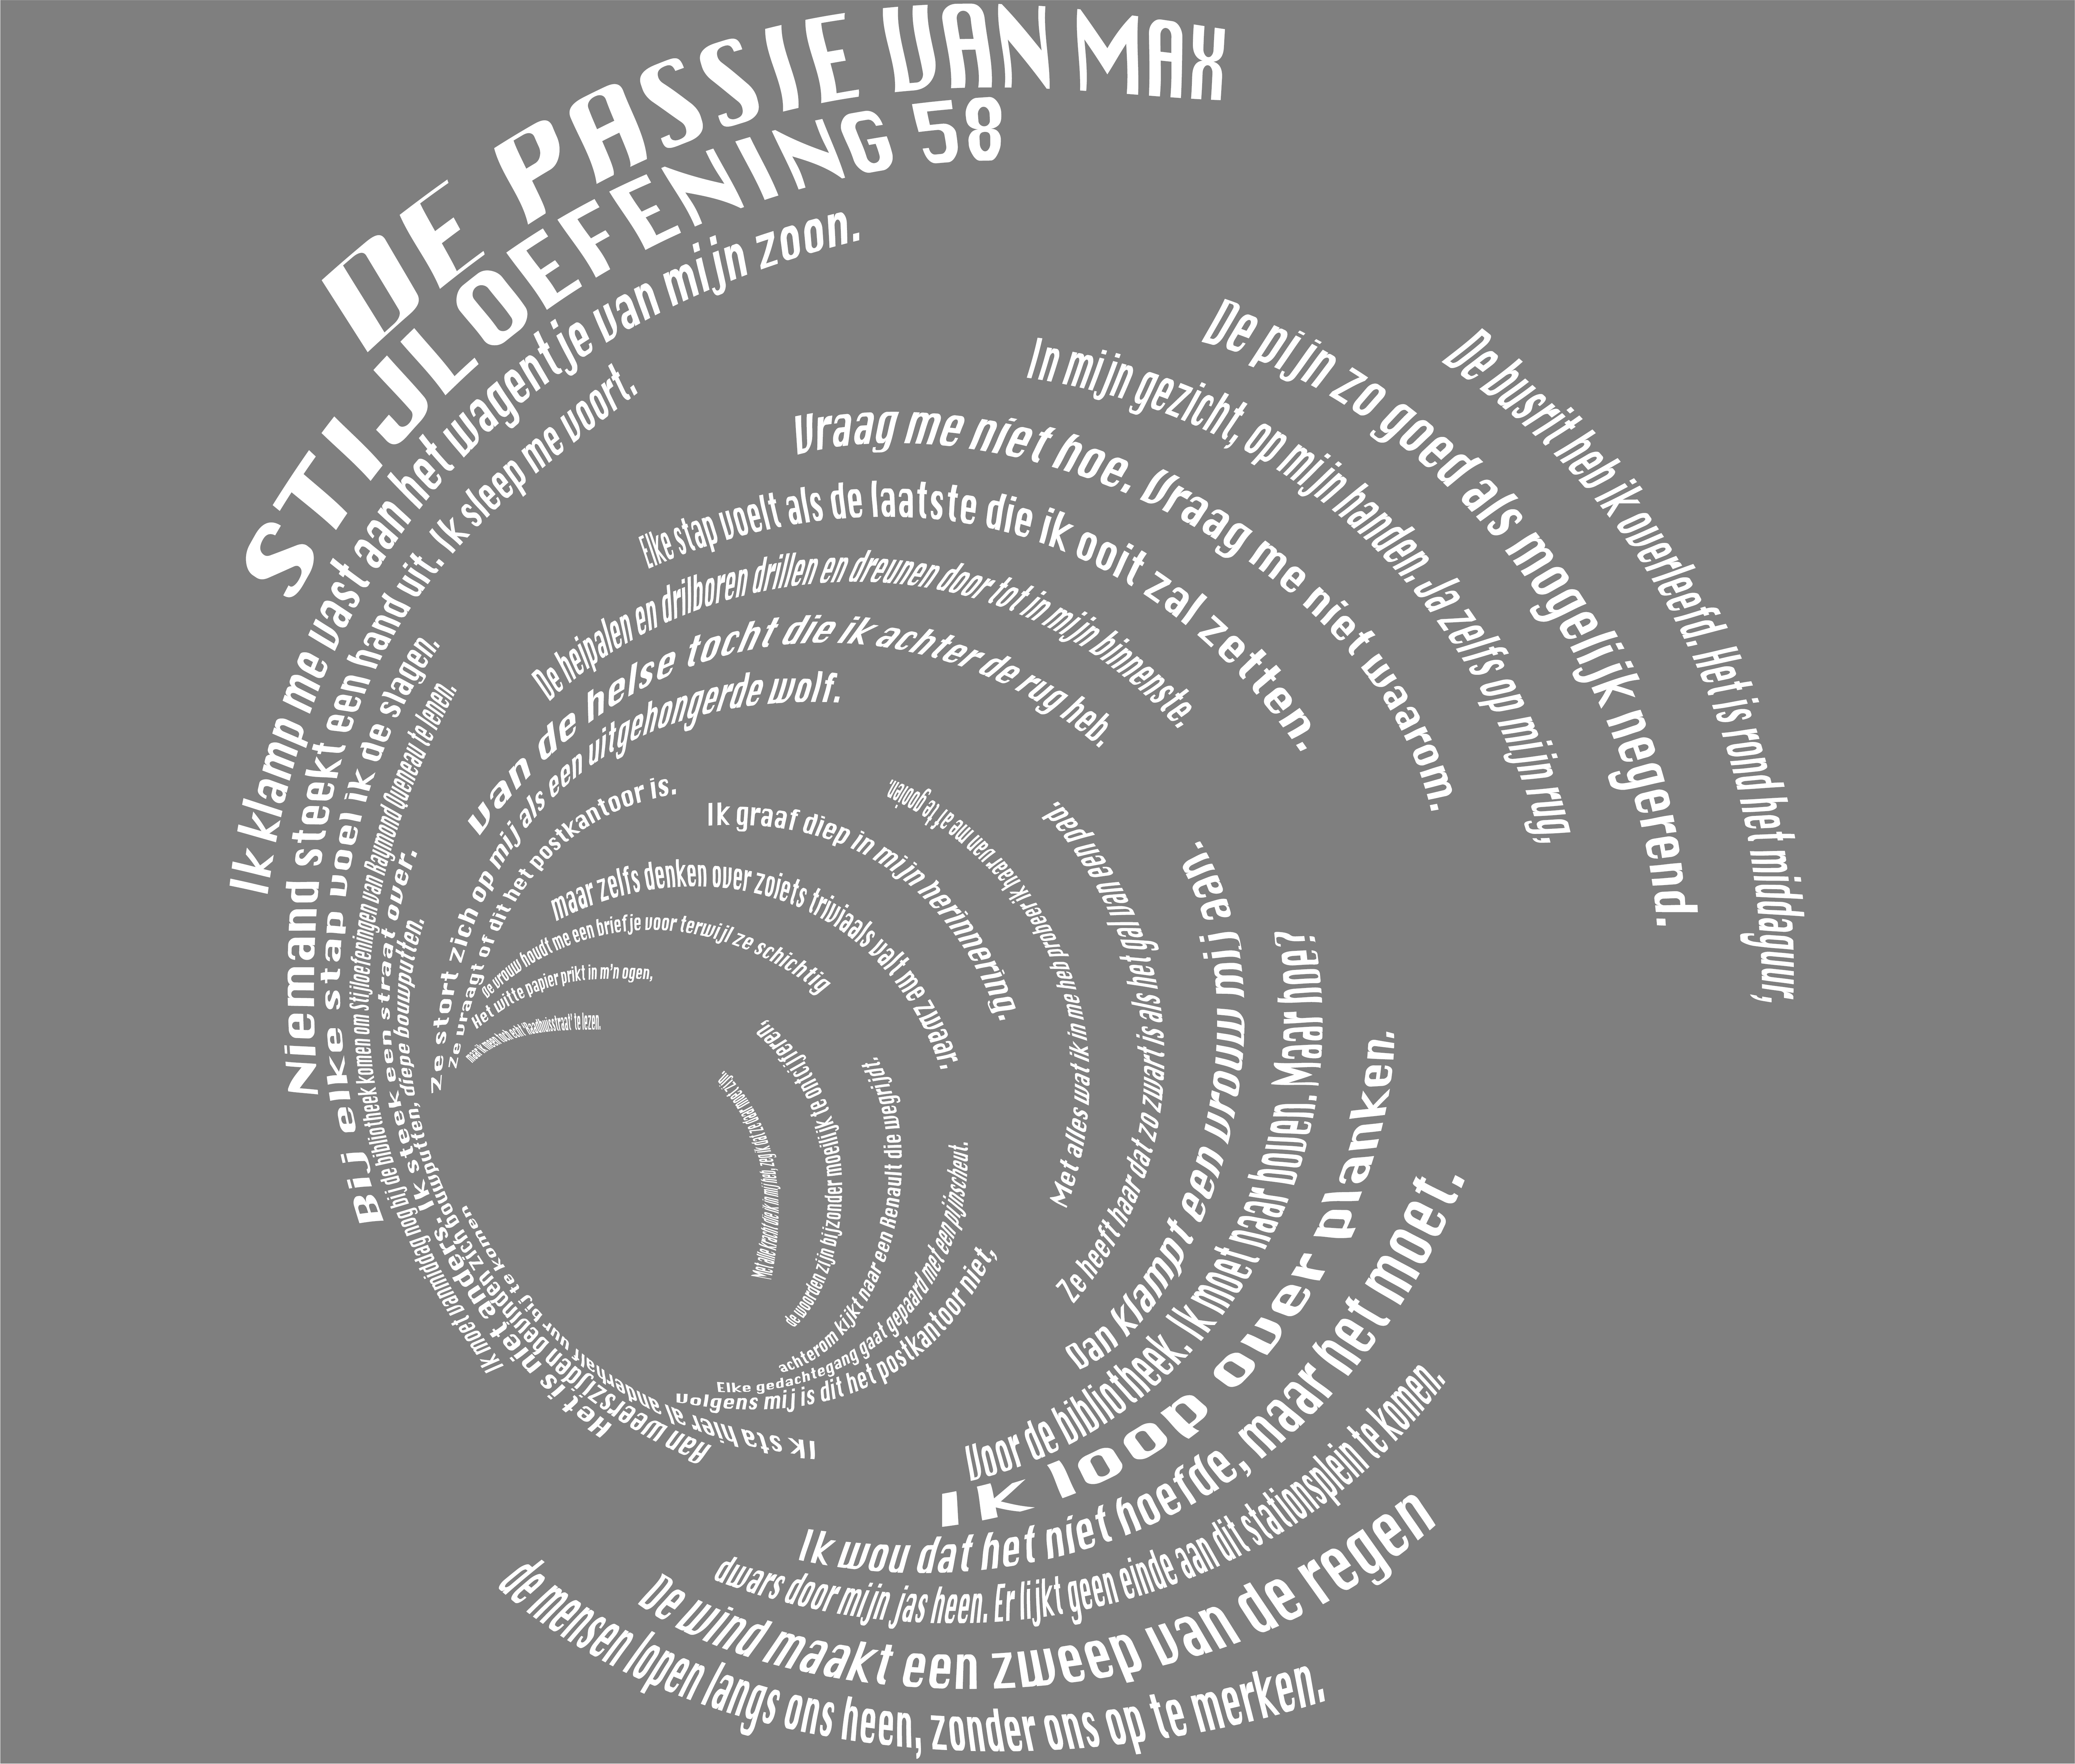 DE PASSIE VAN MAX
STIJLOEFENING 58
De busrit heb ik overleefd. Het is rond het middaguur,
de mensen lopen langs ons heen, zonder ons op te merken.
Ik klamp me vast aan het wagentje van mijn zoon.
Niemand steekt een hand uit. Ik sleep me voort.
De pijn zo goed als mogelijk negerend.
De wind maakt een zweep van de regen
Bij elke stap voel ik de slagen.
In mijn gezicht, op mijn handen. Ja zelfs op mijn rug,
dwars door mijn jas heen. Er lijkt geen einde aan dit stationsplein te komen.
Ik moet vanmiddag nog bij de bibliotheek komen om Stijloefeningen van Raymond Queneau te lenen.
Vraag me niet hoe. Vraag me niet waarom.
Ik wou dat het niet hoefde, maar het moet.
Het is niet anders. Ik steek een straat over.
Elke stap voelt als de laatste die ik ooit zal zetten.
Ik loop over planken.
Aan weerszijden diepe bouwputten.
De heipalen en drilboren drillen en dreunen door tot in mijn binnenste.
Voor de bibliotheek. Ik moet naar boven. Maar hoe?
Ik sta hier al anderhalf uur bij te komen
van de helse tocht die ik achter de rug heb.
Dan klampt een vrouw mij aan.
Ze stort zich op mij als een uitgehongerde wolf.
Ze heeft haar dat zo zwart is als het gat van een pad.
Met alles wat ik in me heb probeer ik haar van me af te gooien.
Ze vraagt of dit het postkantoor is.
Ik graaf diep in mijn herinnering.
Volgens mij is dit het postkantoor niet,
maar zelfs denken over zoiets triviaals valt me zwaar.
Elke gedachtegang gaat gepaard met een pijnscheut.
De vrouw houdt me een briefje voor terwijl ze schichtig
achterom kijkt naar een Renault die wegrijdt.
Het witte papier prikt in m'n ogen,
de woorden zijn bijzonder moeilijk te ontcijferen,
maar ik meen toch echt 'Raadhuisstraat' te lezen.
Met alle kracht die ik in mij heb, zeg ik dat ze daar moet zijn.